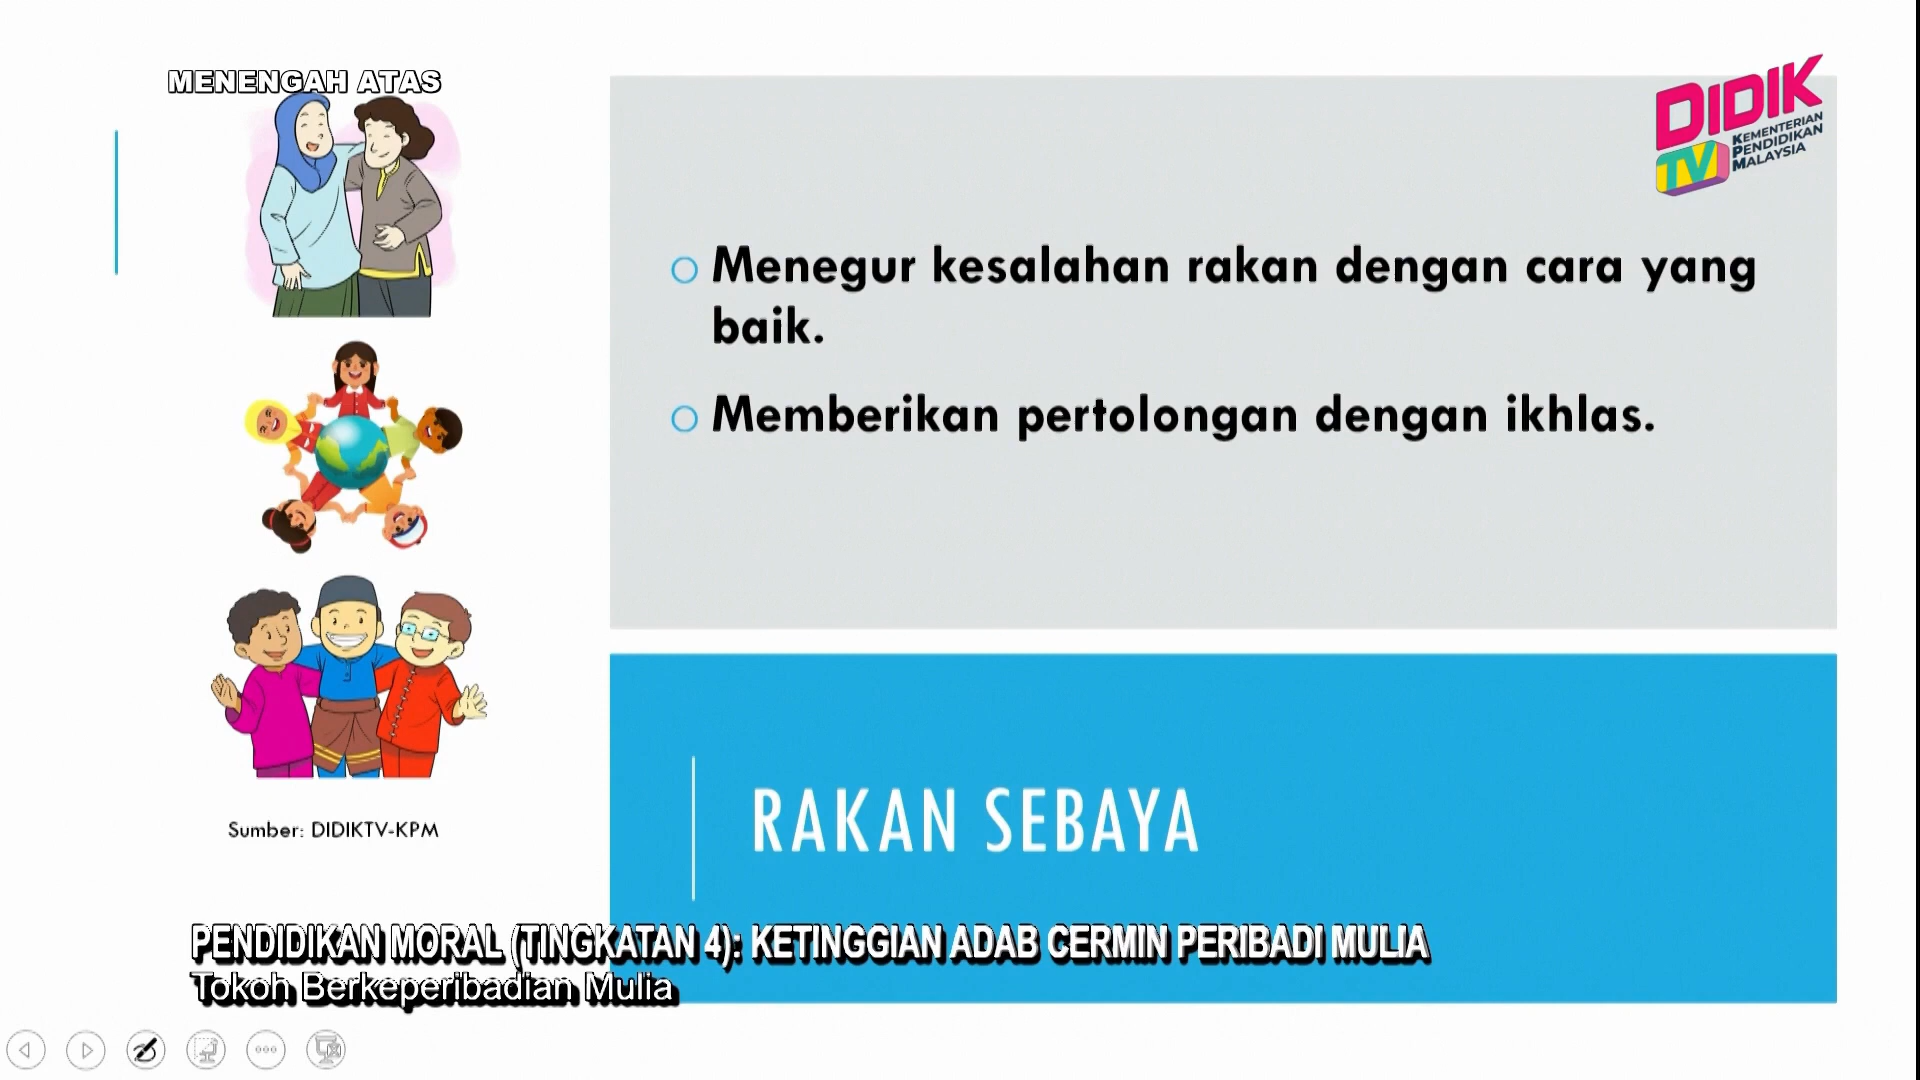 MENENGAH ATAS
DIDIK
TV
KEMENTERIAN
PENDIDIKAN
MALAYSIA
Menegur kesalahan rakan dengan cara yang
baik.
Memberikan pertolongan dengan ikhlas.
Sumber: DIDIKTV-KPM
RAKAN SEBAYA
PENDIDIKAN MORAL (TINGKATAN 4): KETINGGIAN ADAB CERMIN PERIBADI MULIA
Tokoh Berkeperibadian Mulia